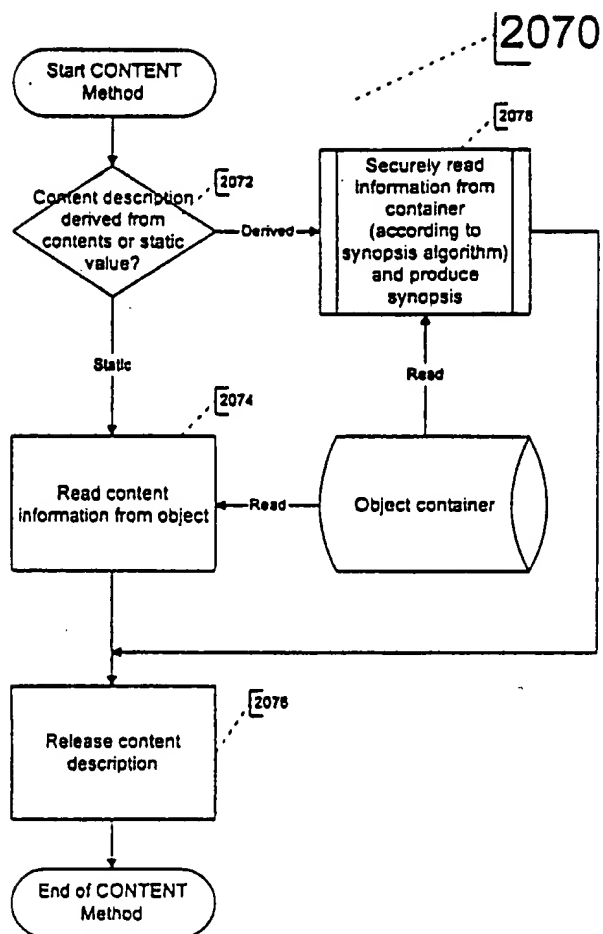 2070
Start CONTENT
Method
2072
Content description
derived from
contents or static
value?
Derived
2078
Securely read
information from
container
(according to
synopsis algorithm)
and produce
synopsis
Static
Read
2074
Read content
information from object
Read
Object container
2076
Release content
description
End of CONTENT
Method